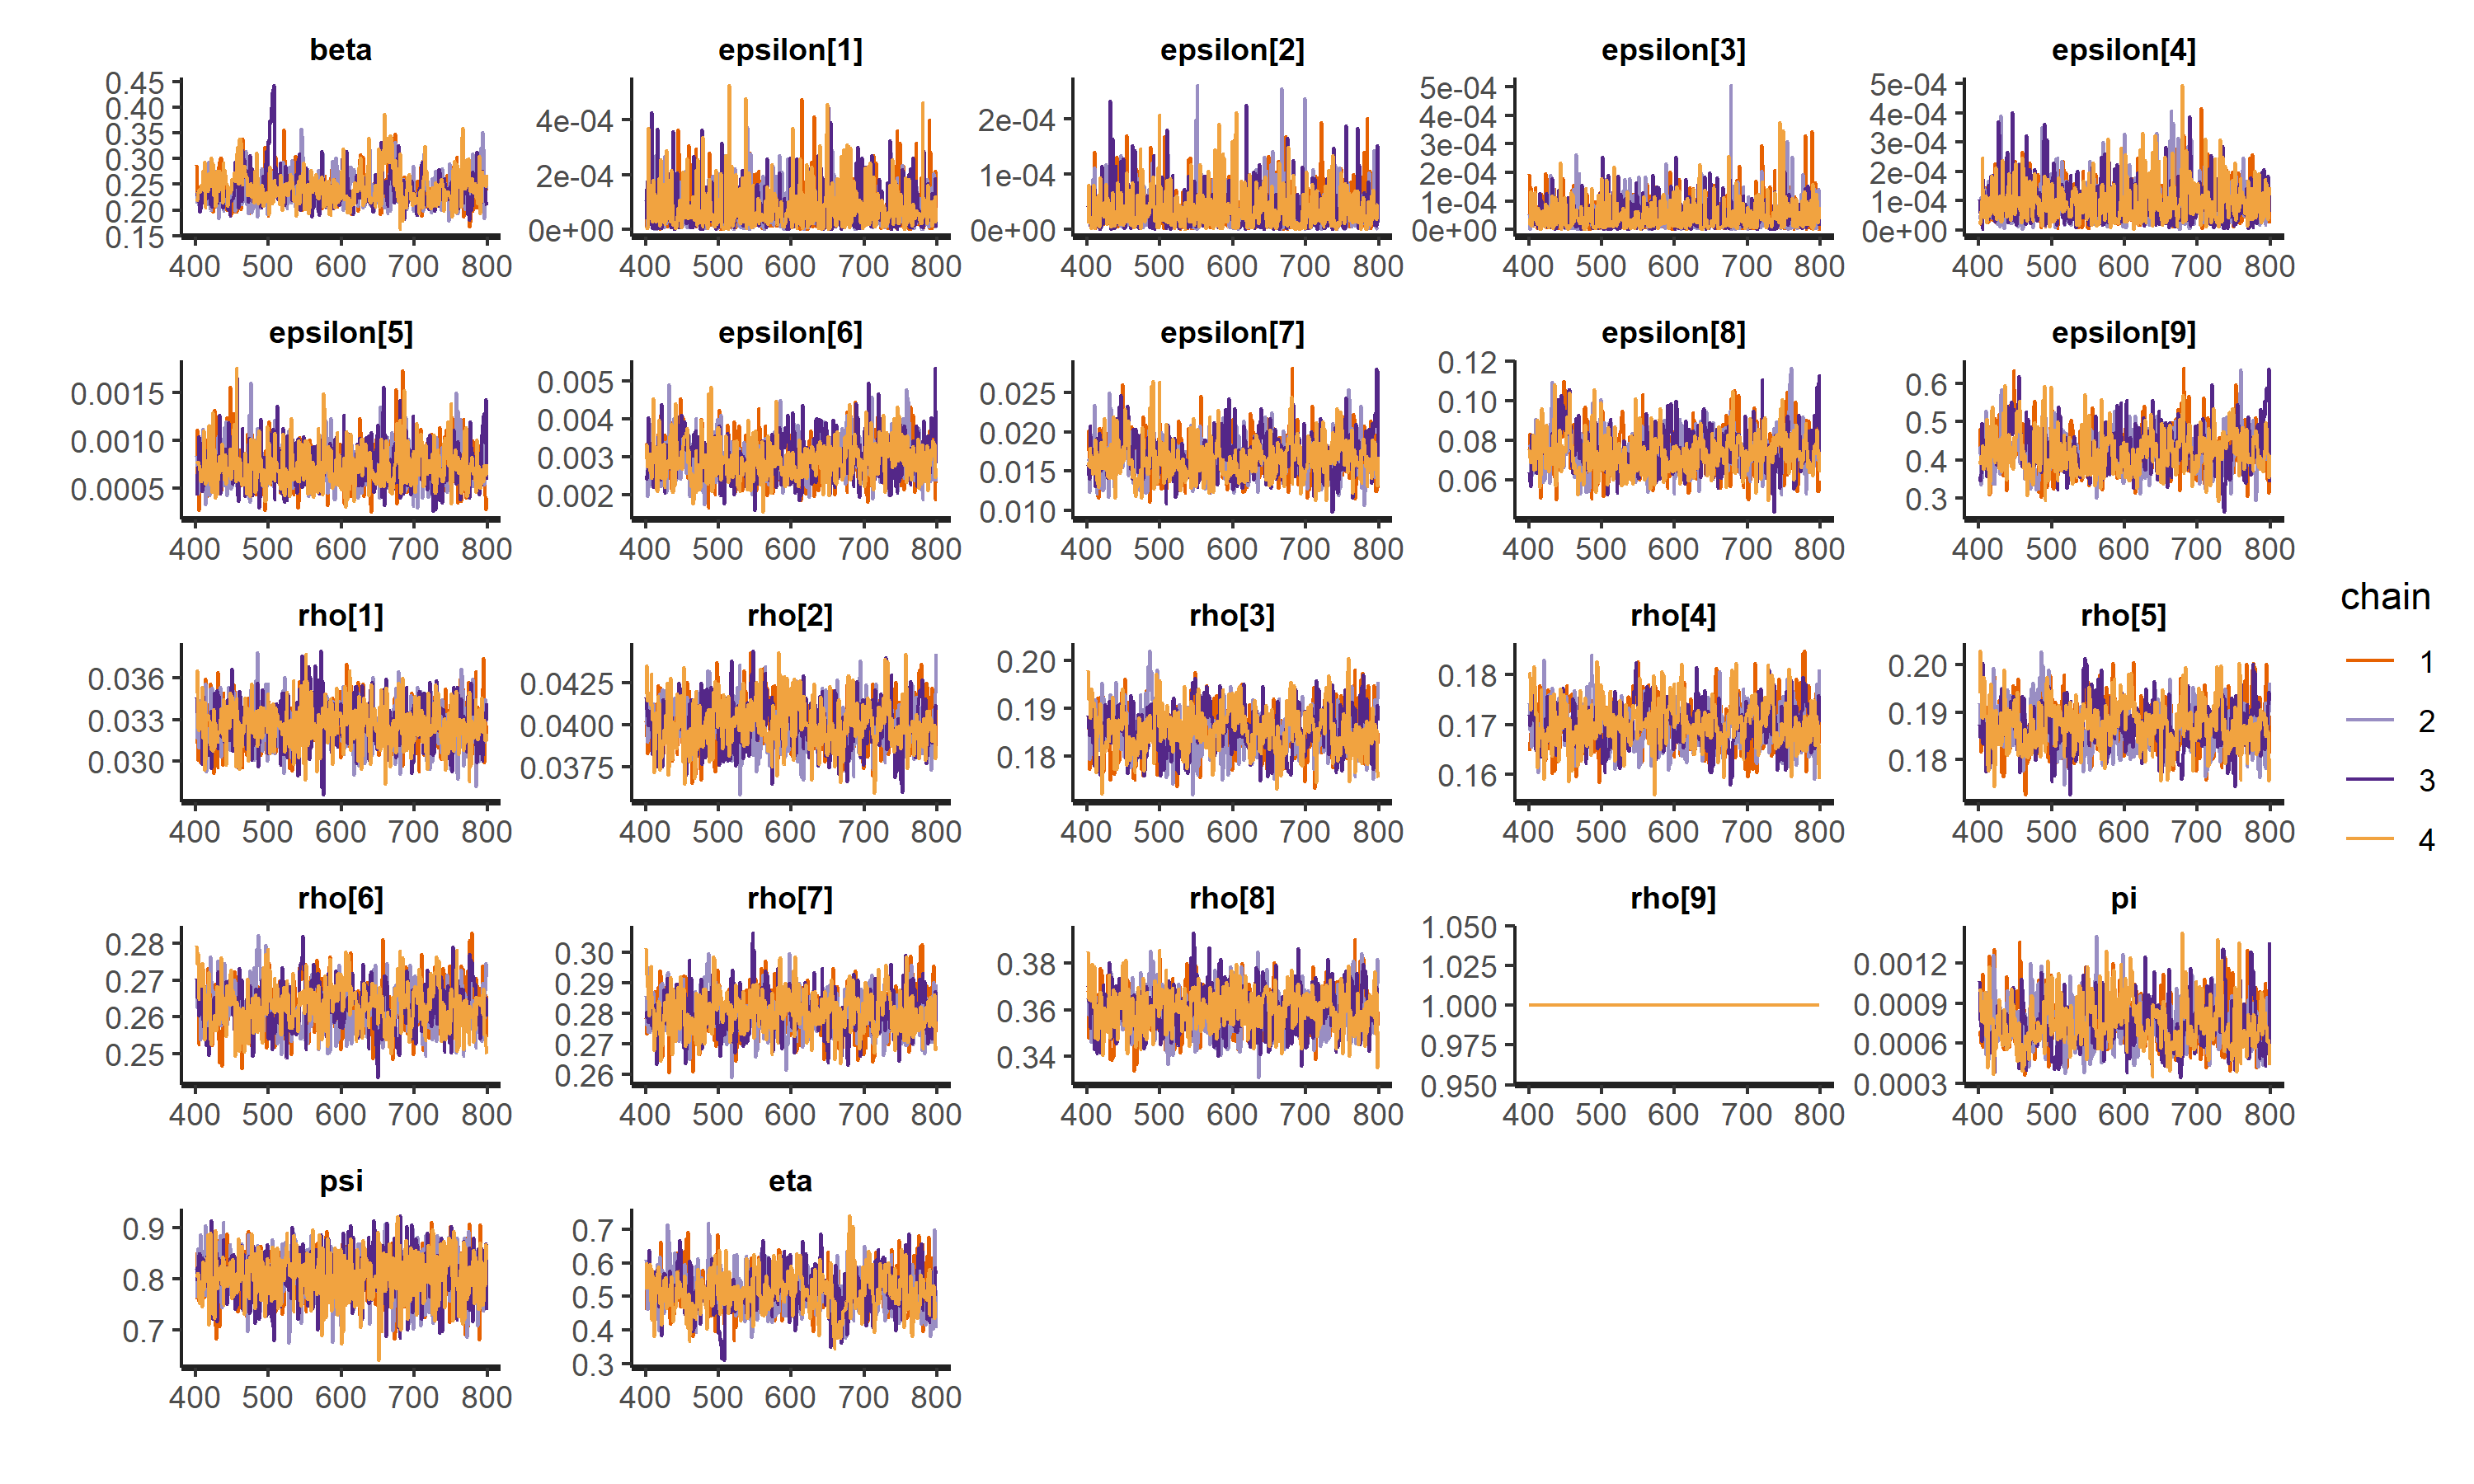 beta epsilon[1] epsilon[2] epsilon[3] epsilon[4]
0.45 0.40 0.35 0.30 0.25 0.20 0.15
4e-04 2e-04 0e+00
2e-04 1e-04 0e+00
5e-04 4e-04 3e-04 2e-04 1e-04 0e+00
5e-04 4e-04 3e-04 2e-04 1e-04 0e+00
400 500 600 700 800 400 500 600 700 800 400 500 600 700 800 400 500 600 700 800 400 500 600 700 800
epsilon[5] epsilon[6] epsilon[7] epsilon[8] epsilon[9]
0.0015 0.0010 0.0005
0.005 0.004 0.003 0.002
0.025 0.020 0.015 0.010
0.12 0.10 0.08 0.06
0.6 0.5 0.4 0.3
400 500 600 700 800 400 500 600 700 800 400 500 600 700 800 400 500 600 700 800 400 500 600 700 800
rho[1] rho[2] rho[3] rho[4] rho[5]
0.036 0.033 0.030
0.0425 0.0400 0.0375
0.20 0.19 0.18
0.18 0.17 0.16
0.20 0.19 0.18
400 500 600 700 800 400 500 600 700 800 400 500 600 700 800 400 500 600 700 800 400 500 600 700 800
rho[6] rho[7] rho[8] rho[9] pi
0.28 0.27 0.26 0.25
0.30 0.29 0.28 0.27 0.26
0.38 0.36 0.34
1.050 1.025 1.000 0.975 0.950
0.0012 0.0009 0.0006 0.0003
400 500 600 700 800 400 500 600 700 800 400 500 600 700 800 400 500 600 700 800 400 500 600 700 800
psi eta
0.9 0.8 0.7
0.7 0.6 0.5 0.4 0.3
400 500 600 700 800 400 500 600 700 800
chain
1
2
3
4